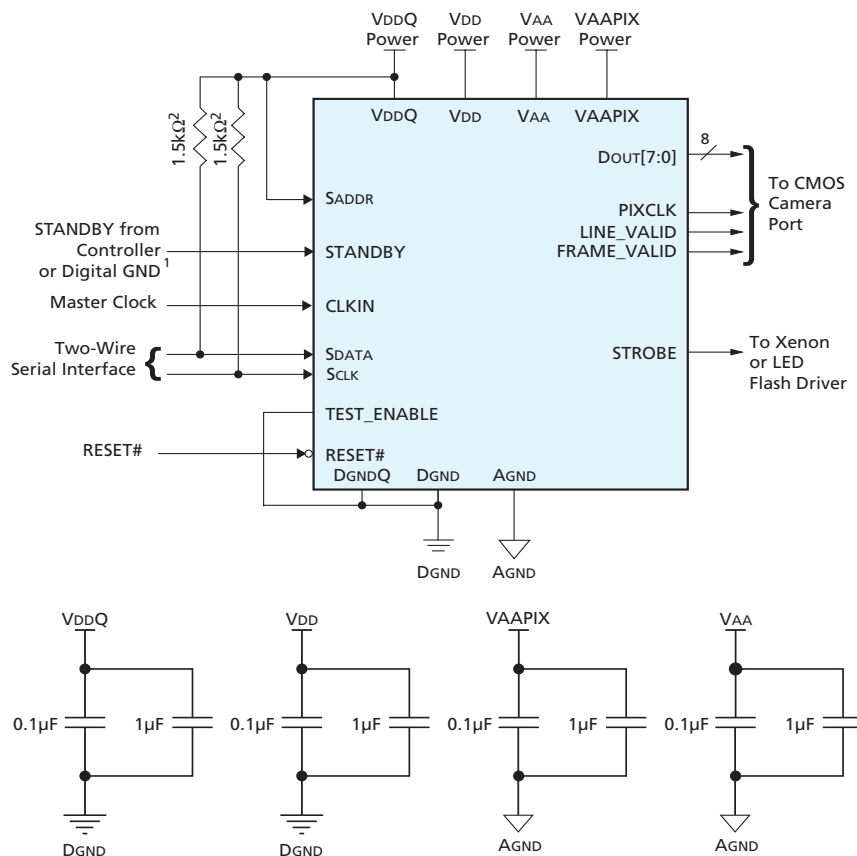 VDDQ Power
VDD Power
VAA Power
VAAPIX Power
1.5kΩ²
1.5kΩ²
VDDQ
VDD
VAA
VAAPIX
DOUT[7:0]
8
SADDR
PIXCLK
To CMOS
Camera
Port
STANDBY from
Controller
or Digital GND¹
STANDBY
LINE_VALID
FRAME_VALID
Master Clock
CLKIN
Two-Wire
Serial Interface
SDATA
SCLK
STROBE
To Xenon
or LED
Flash Driver
TEST_ENABLE
RESET#
RESET#
DGNDQ
DGND
AGND
DGND
AGND
VDDQ
VDD
VAAPIX
VAA
0.1µF
1µF
0.1µF
1µF
0.1µF
1µF
0.1µF
1µF
DGND
DGND
AGND
AGND